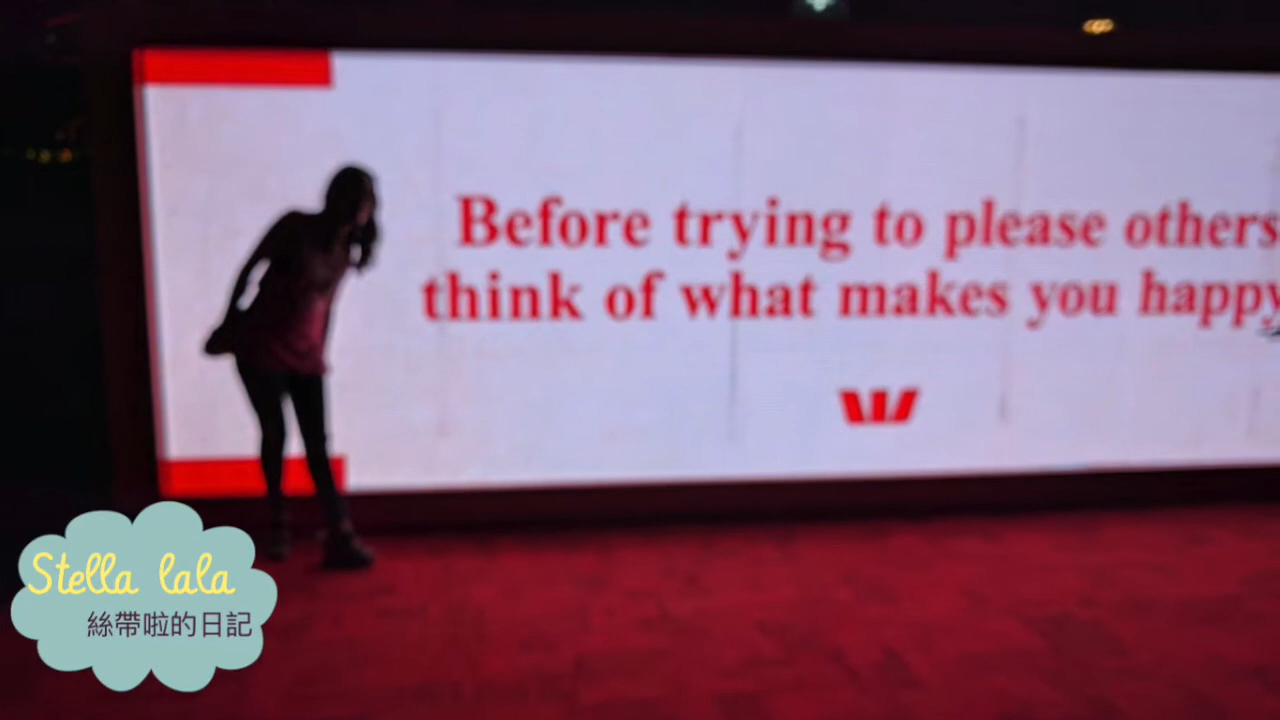 Before trying to please others
think of what makes you happy
Stella lala
絲帶啦的日記